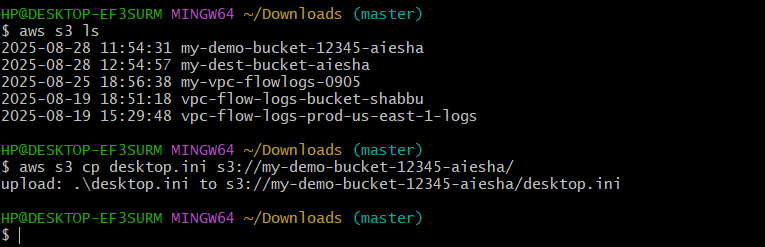 HP@DESKTOP-EF3SURM MINGW64 ~/Downloads (master)
$ aws s3 ls
2025-08-28 11:54:31 my-demo-bucket-12345-aiesha
2025-08-28 12:54:57 my-dest-bucket-aiesha
2025-08-25 18:56:38 my-vpc-flowlogs-0905
2025-08-19 18:51:18 vpc-flow-logs-bucket-shabbu
2025-08-19 15:29:48 vpc-flow-logs-prod-us-east-1-logs
HP@DESKTOP-EF3SURM MINGW64 ~/Downloads (master)
$ aws s3 cp desktop.ini s3://my-demo-bucket-12345-aiesha/
upload: .\desktop.ini to s3://my-demo-bucket-12345-aiesha/desktop.ini
HP@DESKTOP-EF3SURM MINGW64 ~/Downloads (master)
$